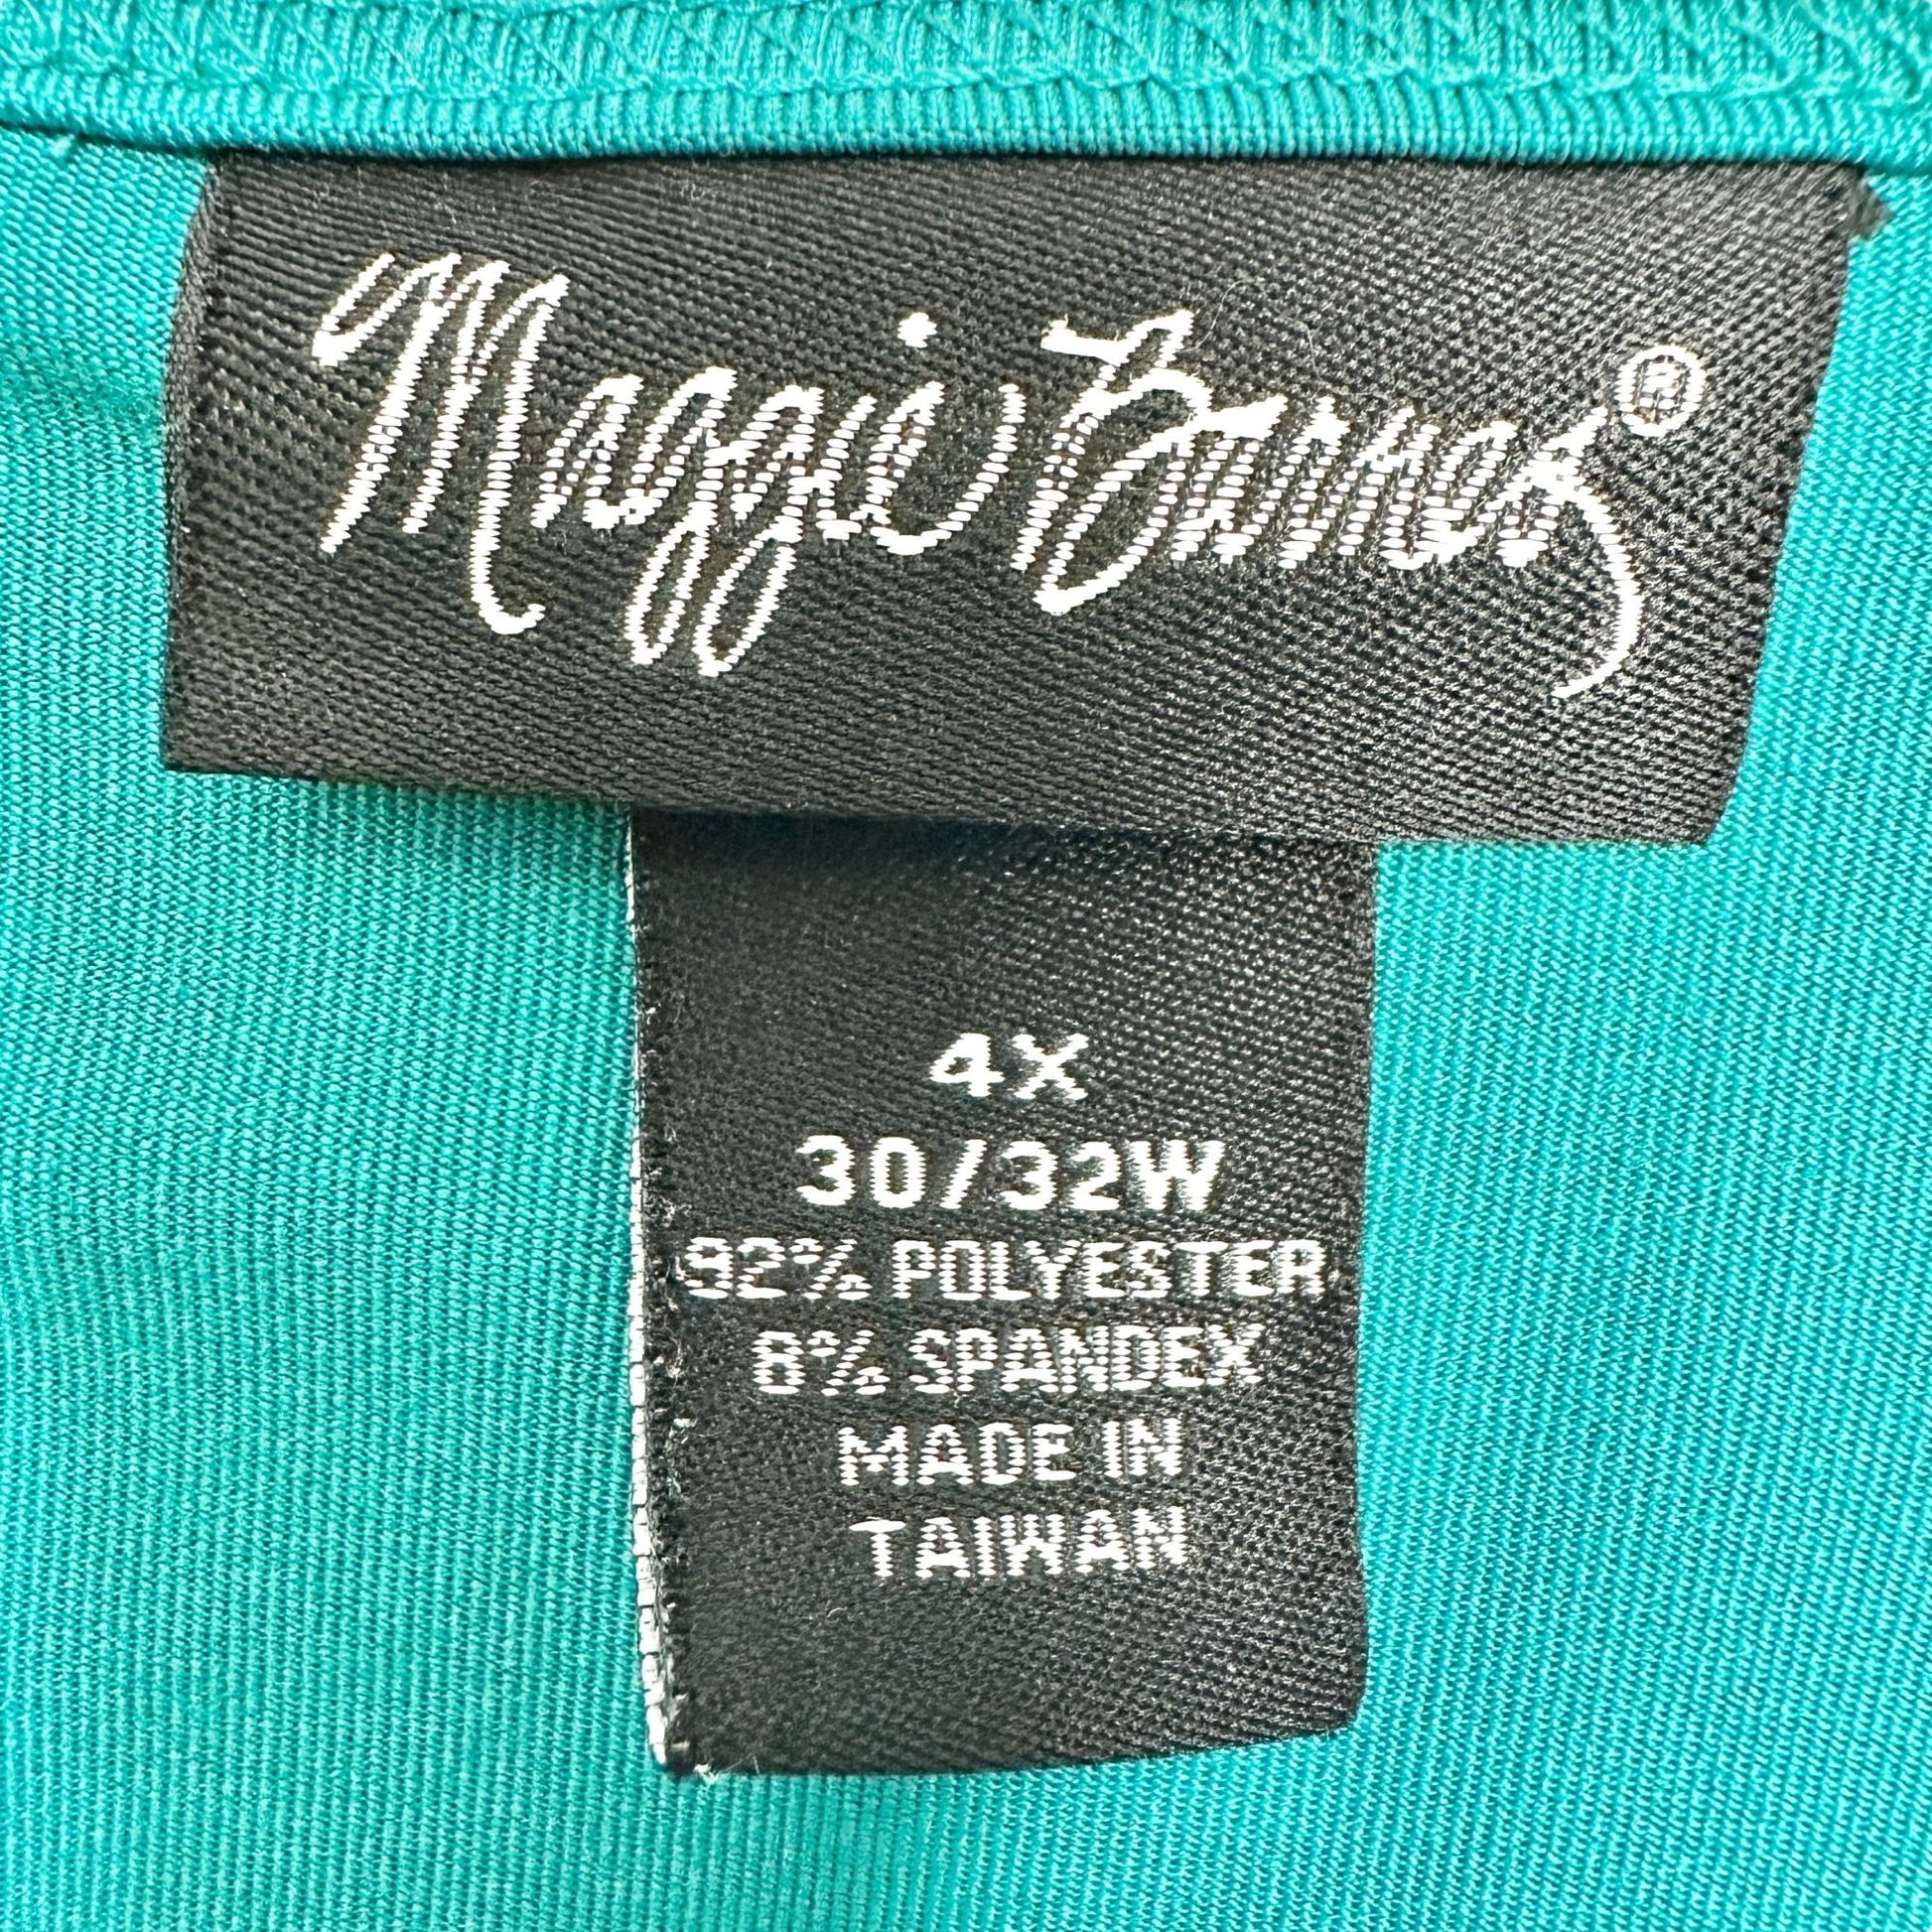 Maggie Barnes®
4X
30/32W
92% POLYESTER
8% SPANDEX
MADE IN
TAIWAN